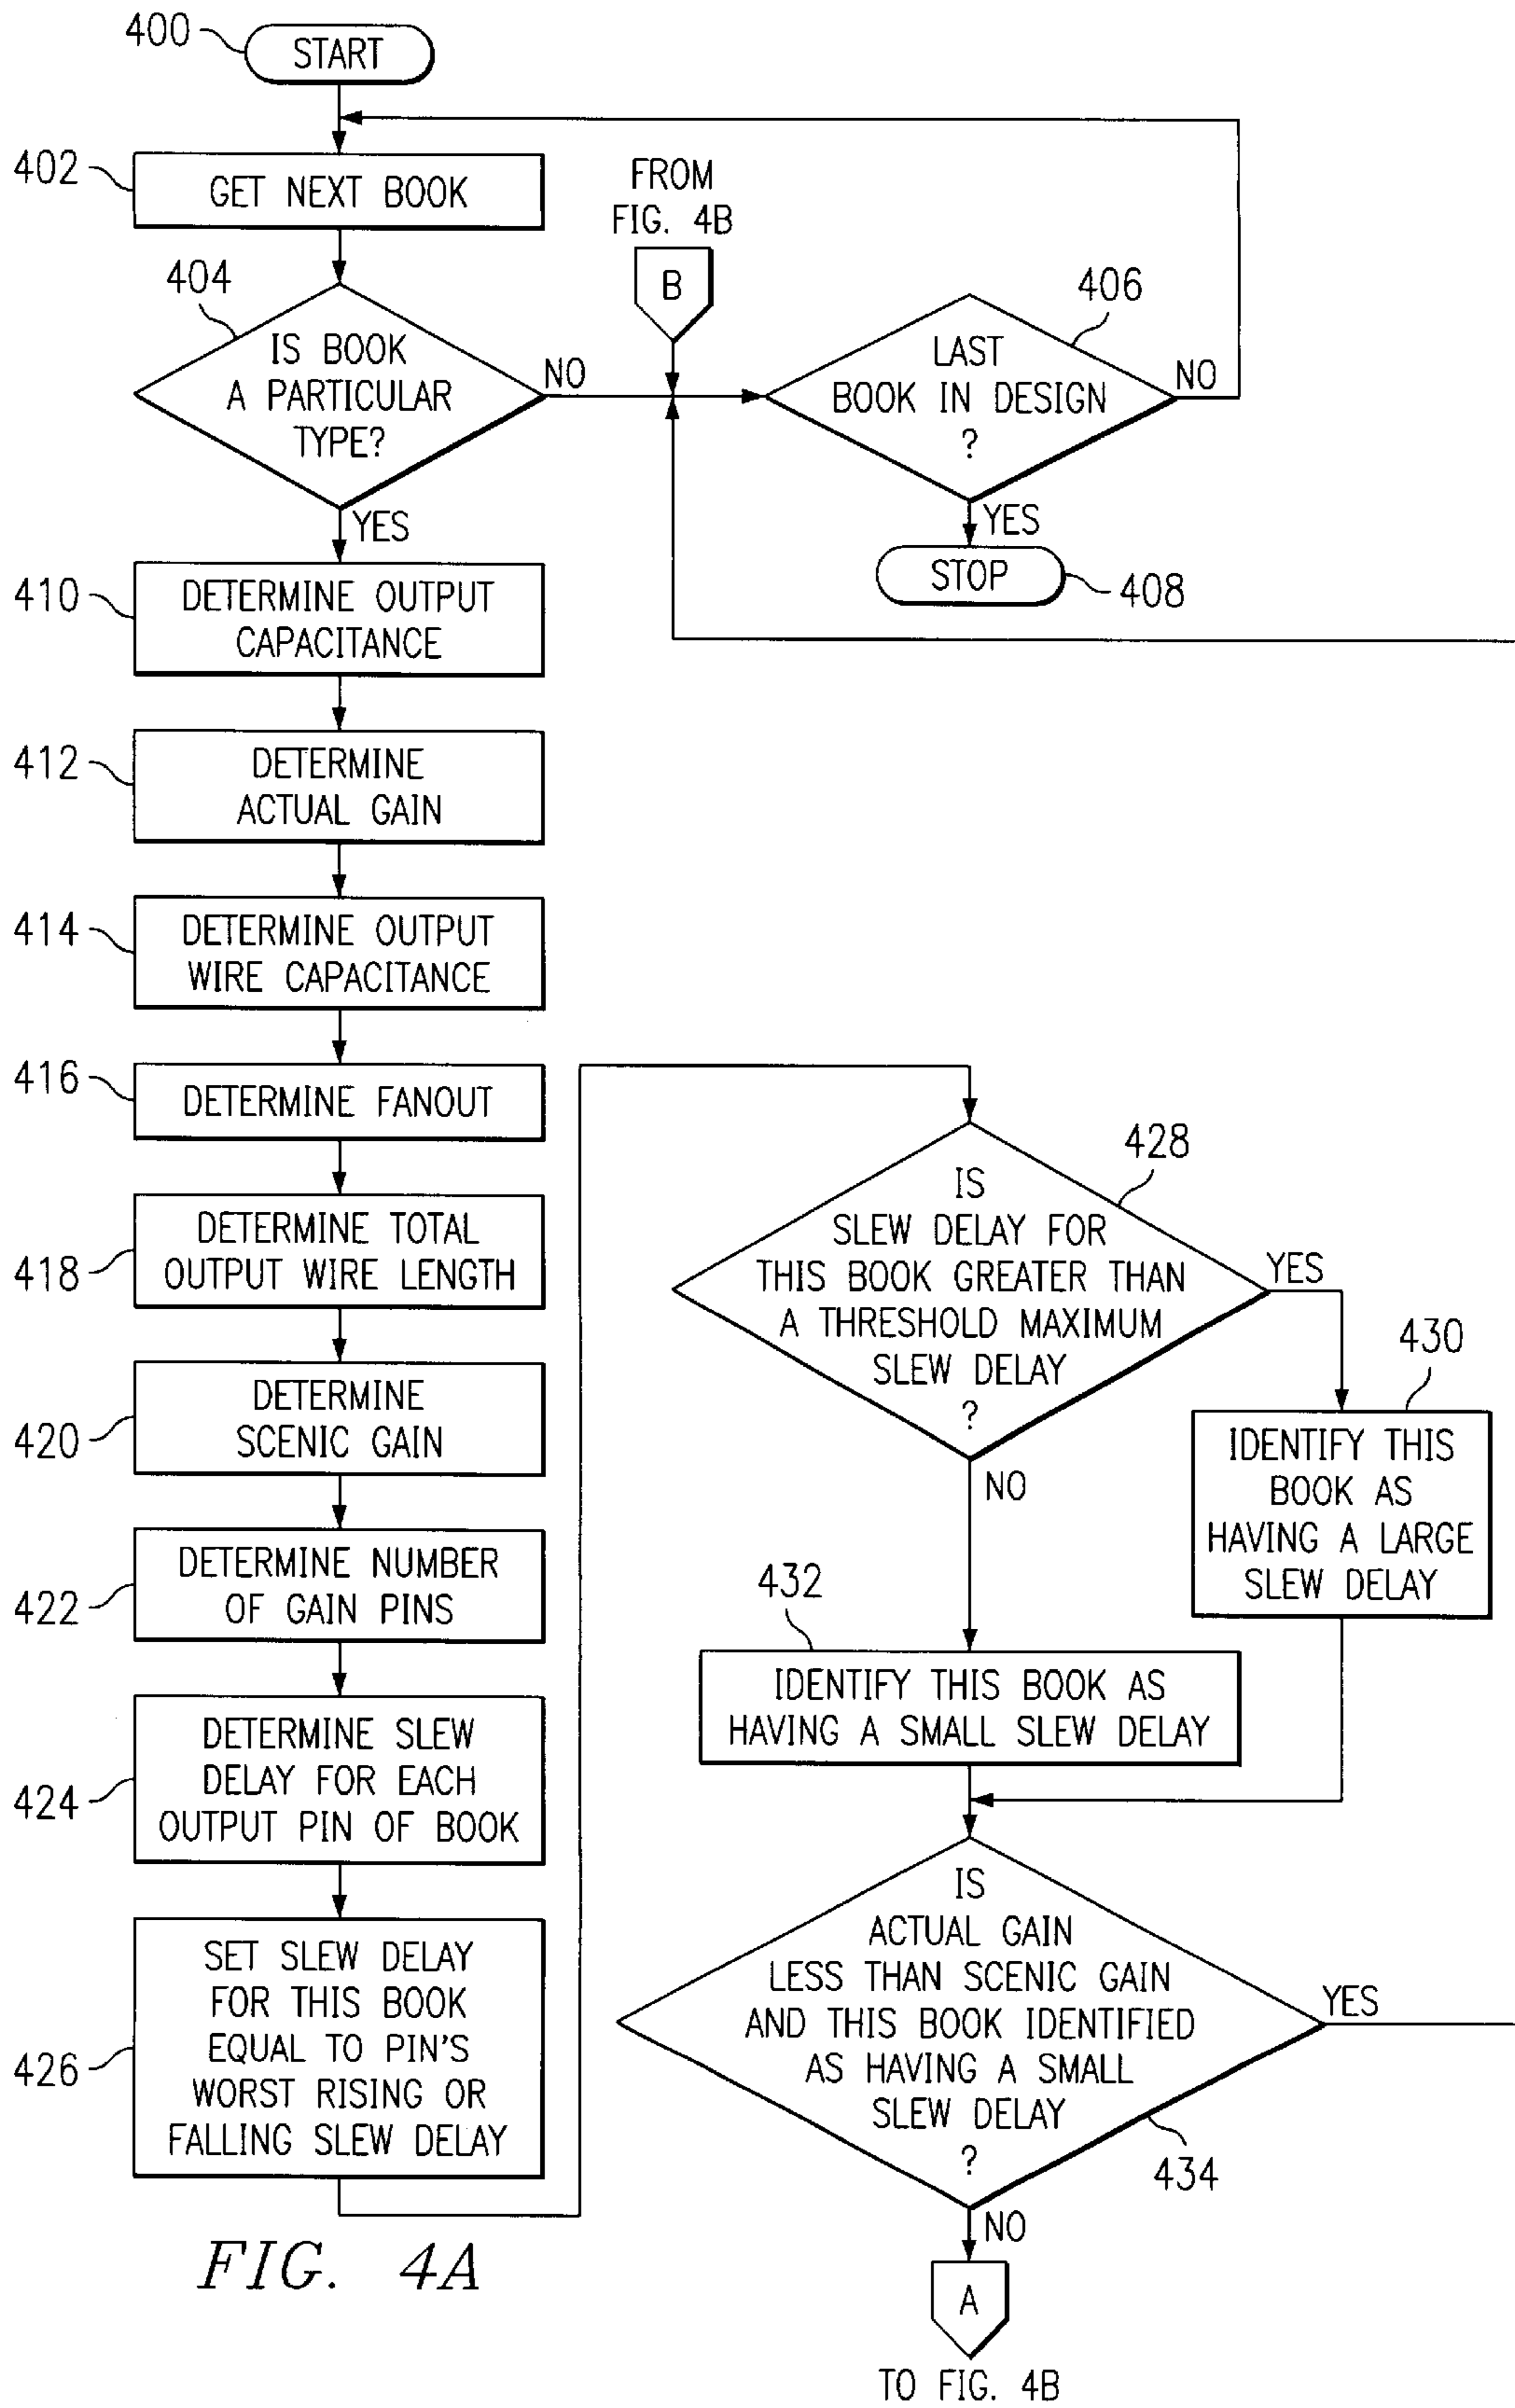 400
START
402
GET NEXT BOOK
404
IS BOOK
A PARTICULAR
TYPE?
NO
YES
FROM
FIG. 4B
B
406
LAST
BOOK IN DESIGN
?
NO
YES
STOP
408
410
DETERMINE OUTPUT
CAPACITANCE
412
DETERMINE
ACTUAL GAIN
414
DETERMINE OUTPUT
WIRE CAPACITANCE
416
DETERMINE FANOUT
418
DETERMINE TOTAL
OUTPUT WIRE LENGTH
420
DETERMINE
SCENIC GAIN
422
DETERMINE NUMBER
OF GAIN PINS
424
DETERMINE SLEW
DELAY FOR EACH
OUTPUT PIN OF BOOK
426
SET SLEW DELAY
FOR THIS BOOK
EQUAL TO PIN'S
WORST RISING OR
FALLING SLEW DELAY
428
IS
SLEW DELAY FOR
THIS BOOK GREATER THAN
A THRESHOLD MAXIMUM
SLEW DELAY
?
YES
NO
430
IDENTIFY THIS
BOOK AS
HAVING A LARGE
SLEW DELAY
432
IDENTIFY THIS BOOK AS
HAVING A SMALL SLEW DELAY
IS
ACTUAL GAIN
LESS THAN SCENIC GAIN
AND THIS BOOK IDENTIFIED
AS HAVING A SMALL
SLEW DELAY
?
YES
434
NO
A
TO FIG. 4B
FIG. 4A